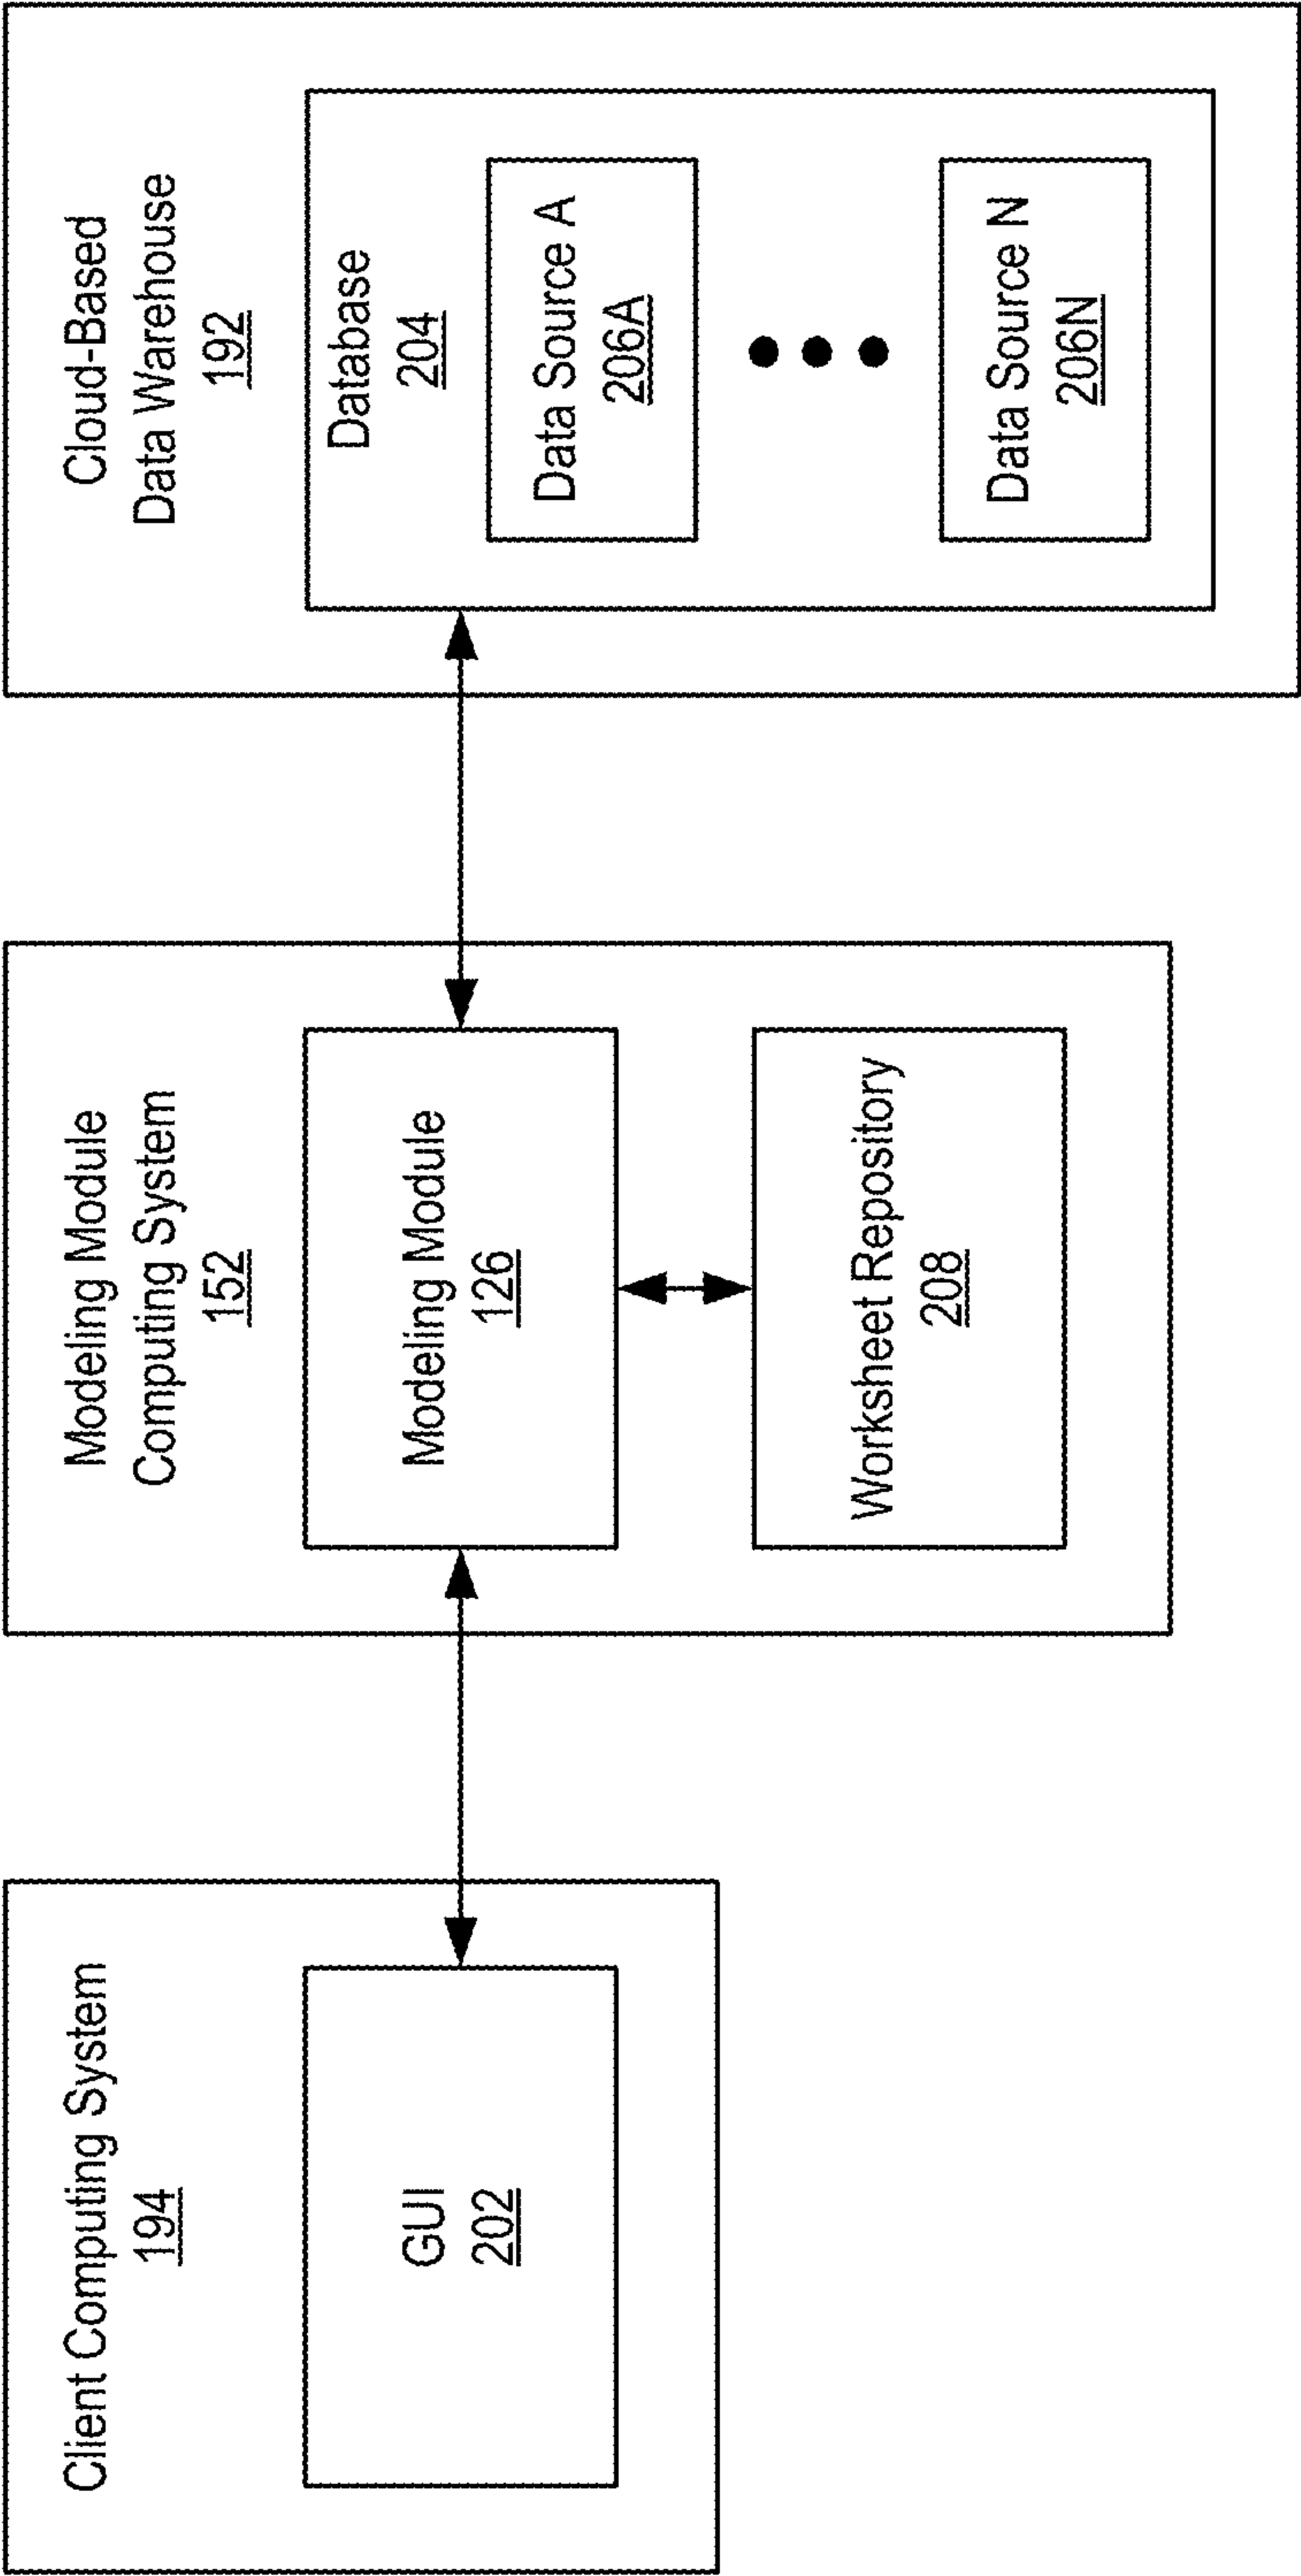 Client Computing System
194
GUI
202
Modeling Module
Computing System
152
Modeling Module
126
Worksheet Repository
208
Cloud-Based
Data Warehouse
192
Database
204
Data Source A
206A
Data Source N
206N